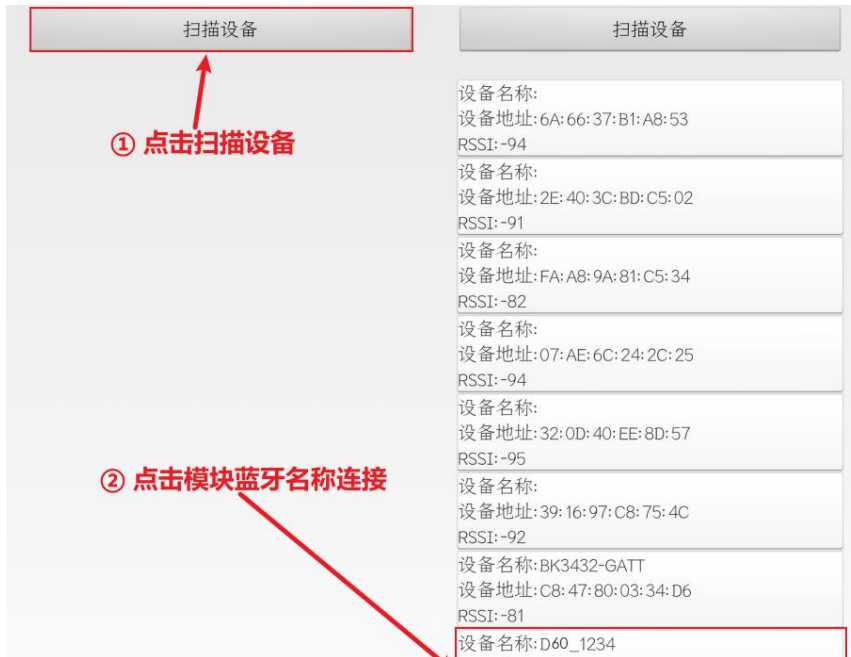 扫描设备
① 点击扫描设备
② 点击模块蓝牙名称连接
扫描设备
设备名称:
设备地址:6A:66:37:B1:A8:53
RSSI:-94
设备名称:
设备地址:2E:40:3C:BD:C5:02
RSSI:-91
设备名称:
设备地址:FA:A8:9A:81:C5:34
RSSI:-82
设备名称:
设备地址:07:AE:6C:24:2C:25
RSSI:-94
设备名称:
设备地址:32:0D:40:EE:8D:57
RSSI:-95
设备名称:
设备地址:39:16:97:C8:75:4C
RSSI:-92
设备名称:BK3432-GATT
设备地址:C8:47:80:03:34:D6
RSSI:-81
设备名称:D60_1234